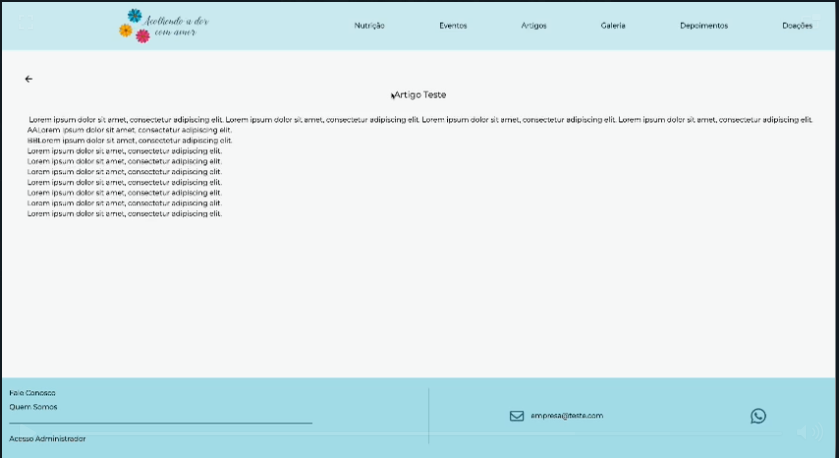 Acolhendo a dor
com amor
Nutrição Eventos Artigos Galeria Depoimentos Doações
Artigo Teste
Lorem ipsum dolor sit amet, consectetur adipiscing elit. Lorem ipsum dolor sit amet, consectetur adipiscing elit. Lorem ipsum dolor sit amet, consectetur adipiscing elit. Lorem ipsum dolor sit amet, consectetur adipiscing elit.
AALorem ipsum dolor sit amet, consectetur adipiscing elit.
Lorem ipsum dolor sit amet, consectetur adipiscing elit.
Lorem ipsum dolor sit amet, consectetur adipiscing elit.
Lorem ipsum dolor sit amet, consectetur adipiscing elit.
Lorem ipsum dolor sit amet, consectetur adipiscing elit.
Lorem ipsum dolor sit amet, consectetur adipiscing elit.
Lorem ipsum dolor sit amet, consectetur adipiscing elit.
Lorem ipsum dolor sit amet, consectetur adipiscing elit.
Lorem ipsum dolor sit amet, consectetur adipiscing elit.
Fale Conosco
Quem Somos
empresa@teste.com
Acesso Administrador